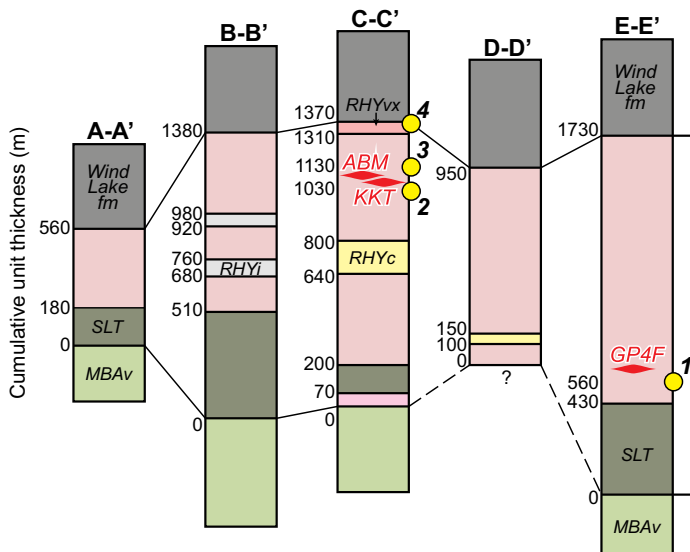 Cumulative unit thickness (m)
A-A’
Wind
Lake
fm
560
180
SLT
0
MBAv
B-B’
1380
980
920
760
RHYi
680
510
0
C-C’
1370
RHYvx
4
1310
3
1130
ABM
1030
KKT
2
800
RHYc
640
200
70
0
D-D’
950
150
100
0
?
E-E’
Wind
Lake
fm
1730
GP4F
1
560
430
SLT
0
MBAv